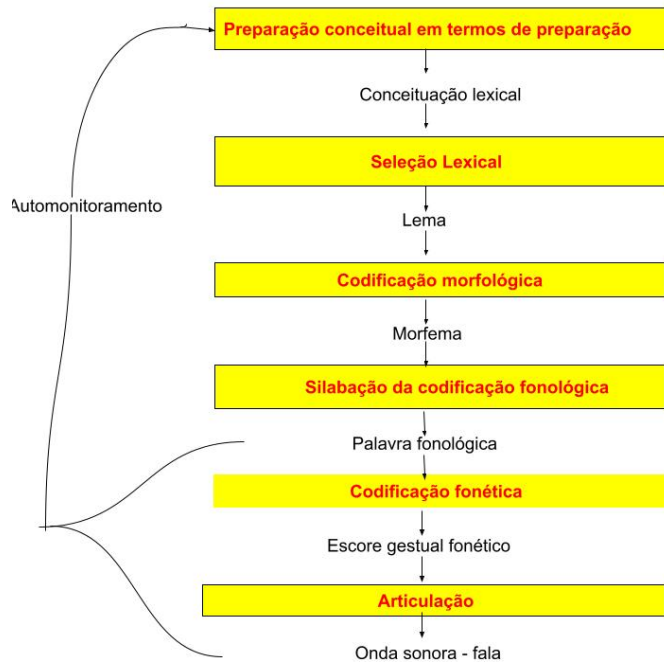 Preparação conceitual em termos de preparação
Conceituação lexical
Seleção Lexical
Automonitoramento
Lema
Codificação morfológica
Morfema
Silabação da codificação fonológica
Palavra fonológica
Codificação fonética
Escore gestual fonético
Articulação
Onda sonora - fala